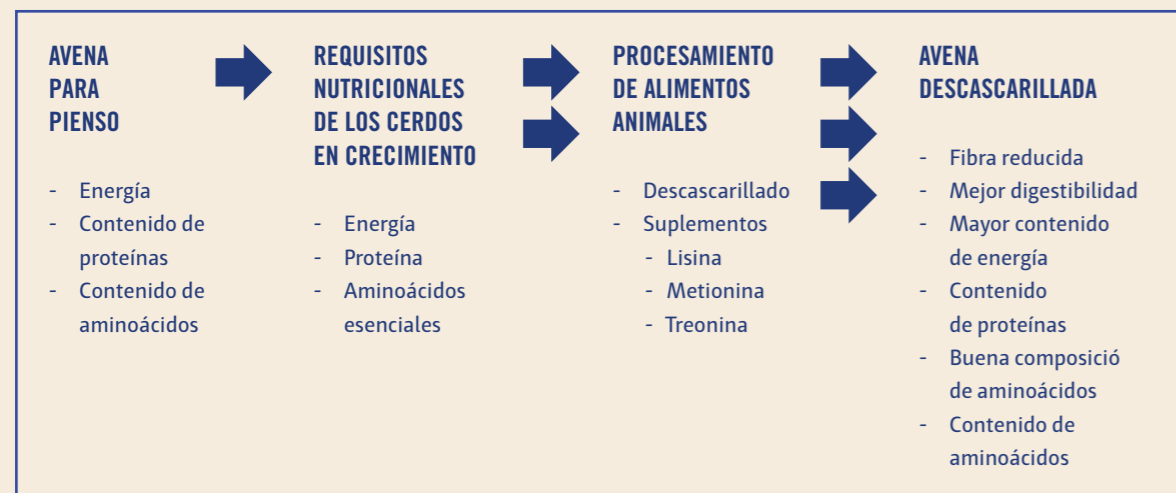 AVENA
PARA
PIENSO
- Energía
- Contenido de
proteínas
- Contenido de
aminoácidos
REQUISITOS
NUTRICIONALES
DE LOS CERDOS
EN CRECIMIENTO
- Energía
- Proteína
- Aminoácidos
esenciales
PROCESAMIENTO
DE ALIMENTOS
ANIMALES
- Descascarillado
- Suplementos
- Lisina
- Metionina
- Treonina
AVENA
DESCASCARILLADA
- Fibra reducida
- Mejor digestibilidad
- Mayor contenido
de energía
- Contenido
de proteínas
- Buena composició
de aminoácidos
- Contenido de
aminoácidos